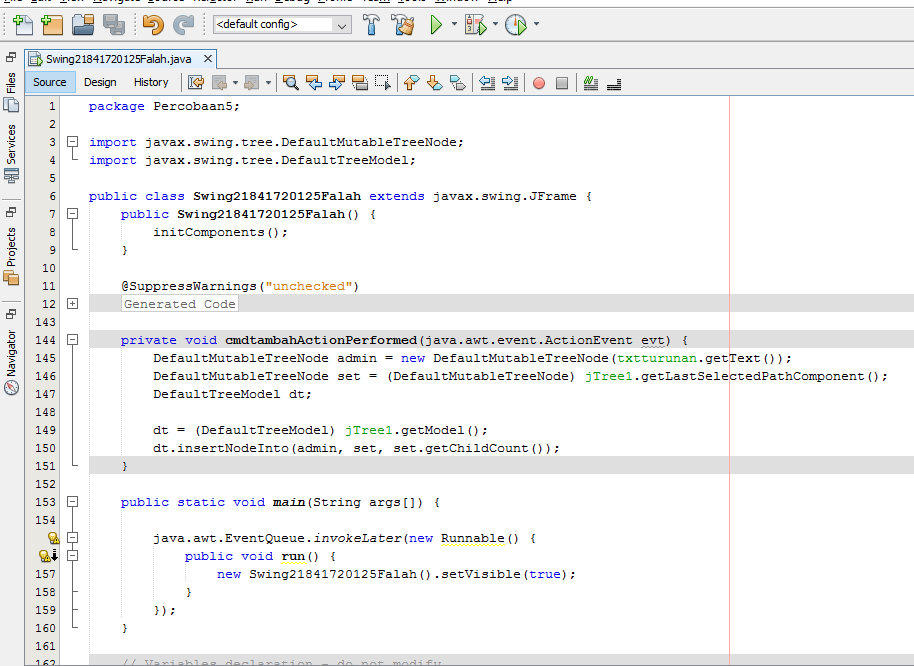 <default config>
Swing21841720125Falah.java
Source Design History
Files
Services
Projects
Navigator
1 package Percobaan5;
2
3 import javax.swing.tree.DefaultMutableTreeNode;
4 import javax.swing.tree.DefaultTreeModel;
5
6 public class Swing21841720125Falah extends javax.swing.JFrame {
7 public Swing21841720125Falah() {
8 initComponents();
9 }
10
11 @SuppressWarnings("unchecked")
12 Generated Code
143
144 private void cmdtambahActionPerformed(java.awt.event.ActionEvent evt) {
145 DefaultMutableTreeNode admin = new DefaultMutableTreeNode(txtturunan.getText());
146 DefaultMutableTreeNode set = (DefaultMutableTreeNode) jTree1.getLastSelectedPathComponent();
147 DefaultTreeModel dt;
148
149 dt = (DefaultTreeModel) jTree1.getModel();
150 dt.insertNodeInto(admin, set, set.getChildCount());
151 }
152
153 public static void main(String args[]) {
154
java.awt.EventQueue.invokeLater(new Runnable() {
public void run() {
157 new Swing21841720125Falah().setVisible(true);
158 }
159 });
160 }
161
162 // Variables declaration - do not modify